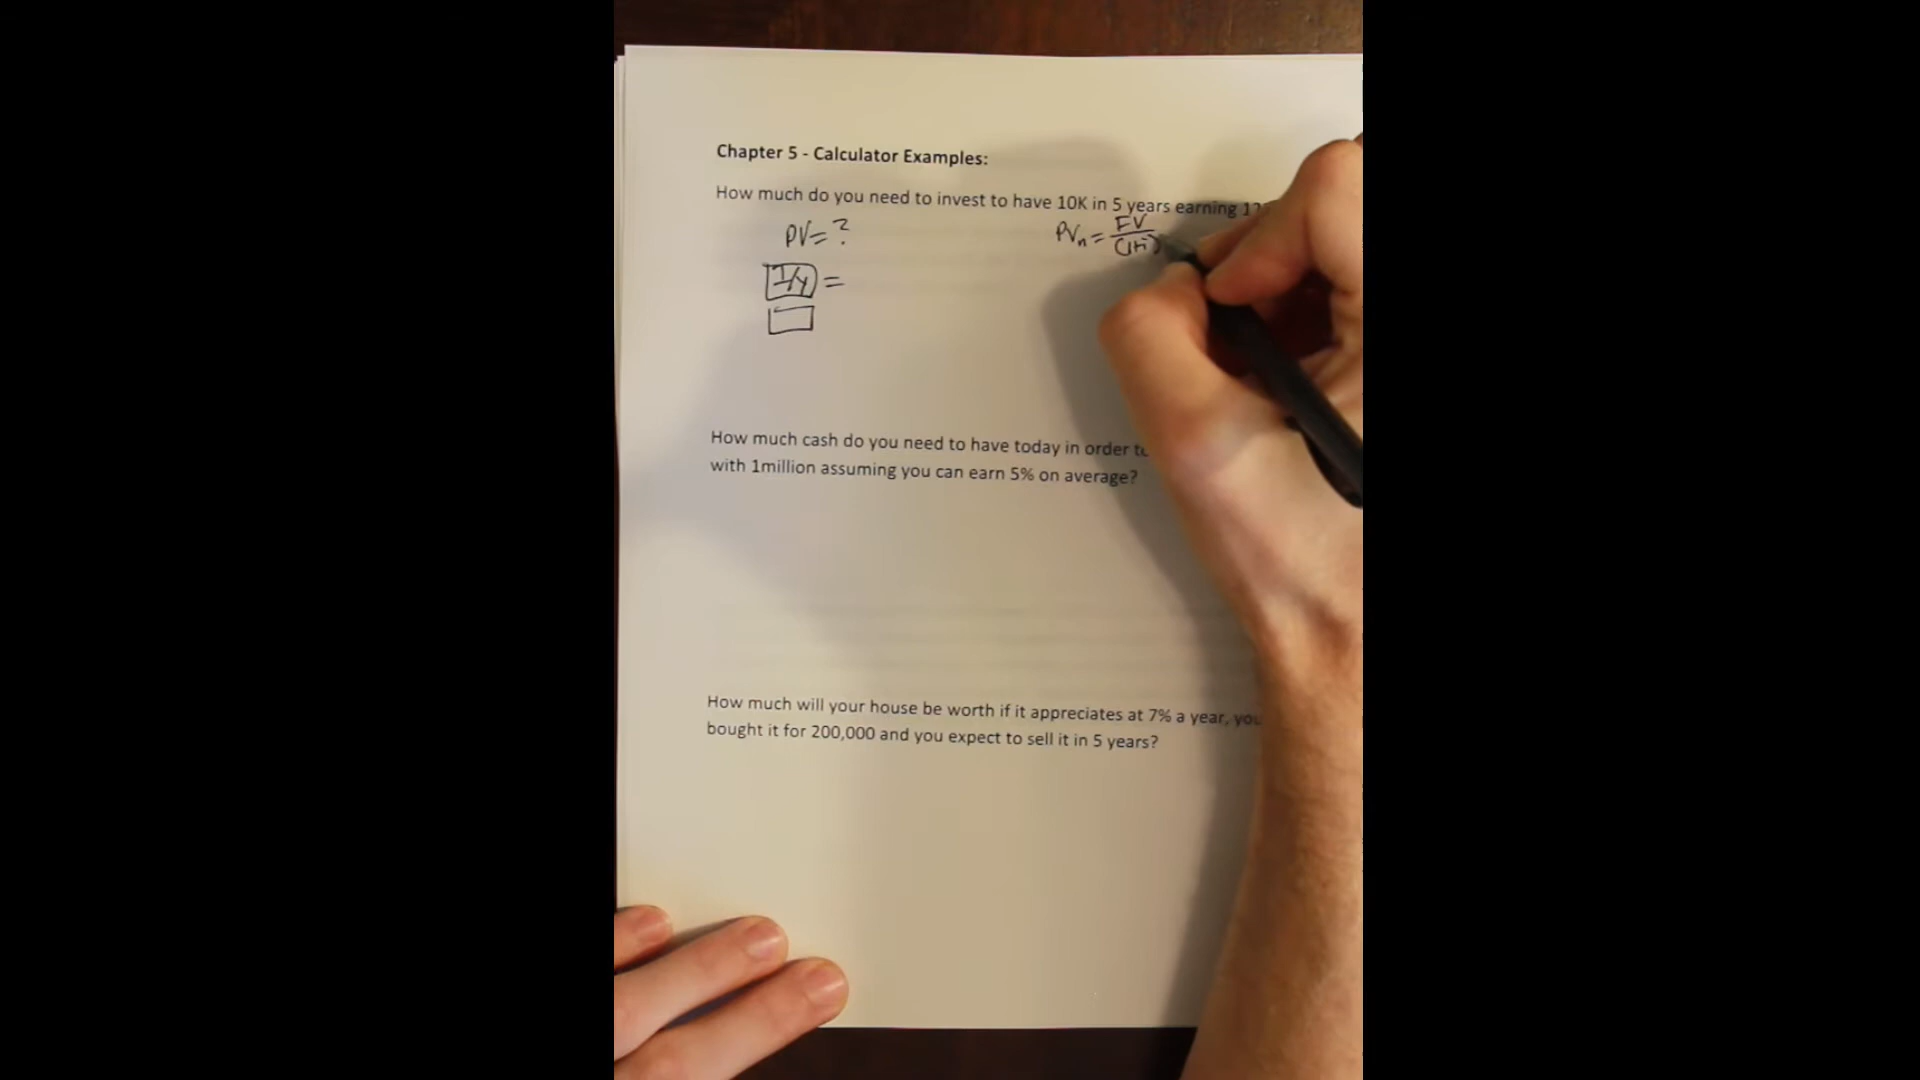 Chapter 5 - Calculator Examples:
How much do you need to invest to have 10K in 5 years earning
PV = ?
PVn = FV / (1+i)
I/Y =
How much cash do you need to have today in order
with 1million assuming you can earn 5% on average?
How much will your house be worth if it appreciates at 7% a year, you
bought it for 200,000 and you expect to sell it in 5 years?